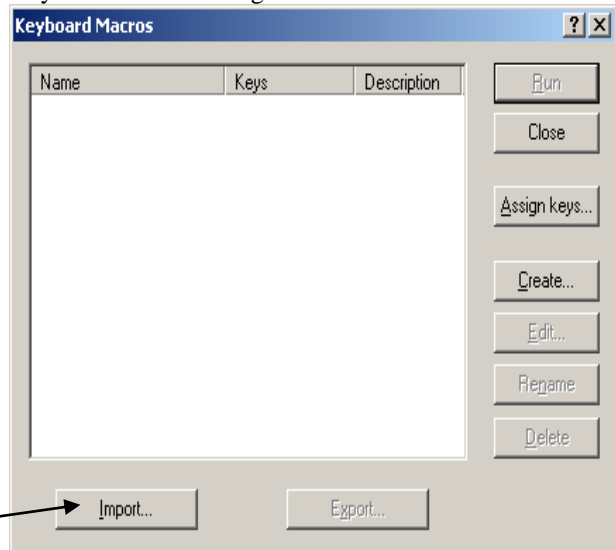 Keyboard Macros
Name Keys Description
Run
Close
Assign keys...
Create...
Edit...
Rename
Delete
Import... Export...